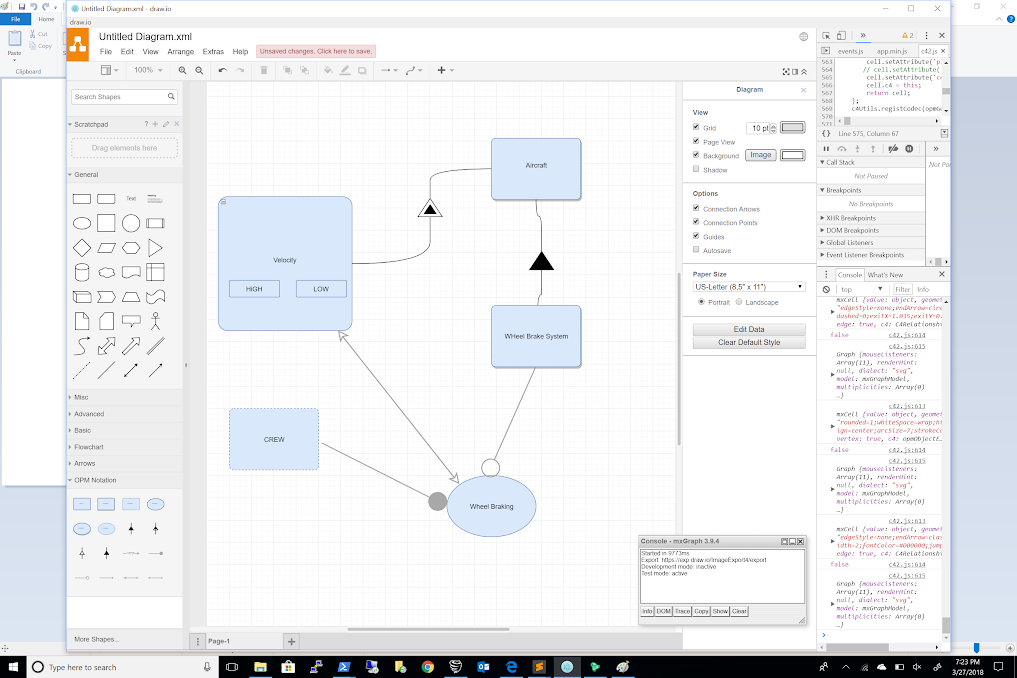 Untitled Diagram.xml - draw.io
File
Home
Paste
Cut
Copy
Clipboard
draw.io
Untitled Diagram.xml
File Edit View Arrange Extras Help Unsaved changes. Click here to save.
100%
Search Shapes
Scratchpad ?
Drag elements here
General
Text
Misc
Advanced
Basic
Flowchart
Arrows
OPM Notation
More Shapes...
Aircraft
Velocity
HiGH LOW
WHeel Brake System
CREW
Wheel Braking
Page-1
Diagram
View
Grid 10 pt
Page View
Background Image
Shadow
Options
Connection Arrows
Connection Points
Guides
Autosave
Paper Size
US-Letter (8,5" x 11")
Portrait Landscape
Edit Data
Clear Default Style
Console - mxGraph 3.9.4
Started in 9773ms
Export: https://exp.draw.io/ImageExport4/export
Development mode: inactive
Test mode: active
Info DOM Trace Copy Show Clear
2
events.js app.min.js c42.js
563 cell.setAttribute('p
564 // cell.setAttribute(
565 cell.setAttribute('c
566 cell.c4 = this;
567 return cell;
568 };
569 c4Utils.registCodec(opmG
570
571
{} Line 575, Column 67
Call Stack
Not Paused
Breakpoints
No Breakpoints
XHR Breakpoints
DOM Breakpoints
Global Listeners
Event Listener Breakpoints
Not Pau
Console What's New
top Filter Info
mxCell {value: object, geomet
"edgeStyle=none;endArrow=circ
dashed=0;exitX=1.035;exitY=0.
edge: true, c4: C4Relationsh
false c42.js:614
c42.js:615
Graph {mouseListeners:
Array(11), renderHint:
null, dialect: "svg",
model: mxGraphModel,
multiplicities: Array(0)
…}
c42.js:613
mxCell {value: object, geomet
"rounded=1;whiteSpace=wrap;ht
ign=center;arcSize=7;strokeCo
vertex: true, c4: opmObjectE…
false c42.js:614
c42.js:615
Graph {mouseListeners:
Array(11), renderHint:
null, dialect: "svg",
model: mxGraphModel,
multiplicities: Array(0)
…}
c42.js:613
mxCell {value: object, geomet
"edgeStyle=none;endArrow=clas
idth=2;fontColor=#000000;jump
edge: true, c4: C4Relationsh
false c42.js:614
c42.js:615
Graph {mouseListeners:
Array(11), renderHint:
null, dialect: "svg",
model: mxGraphModel,
multiplicities: Array(0)
…}
Type here to search
7:23 PM
3/27/2018